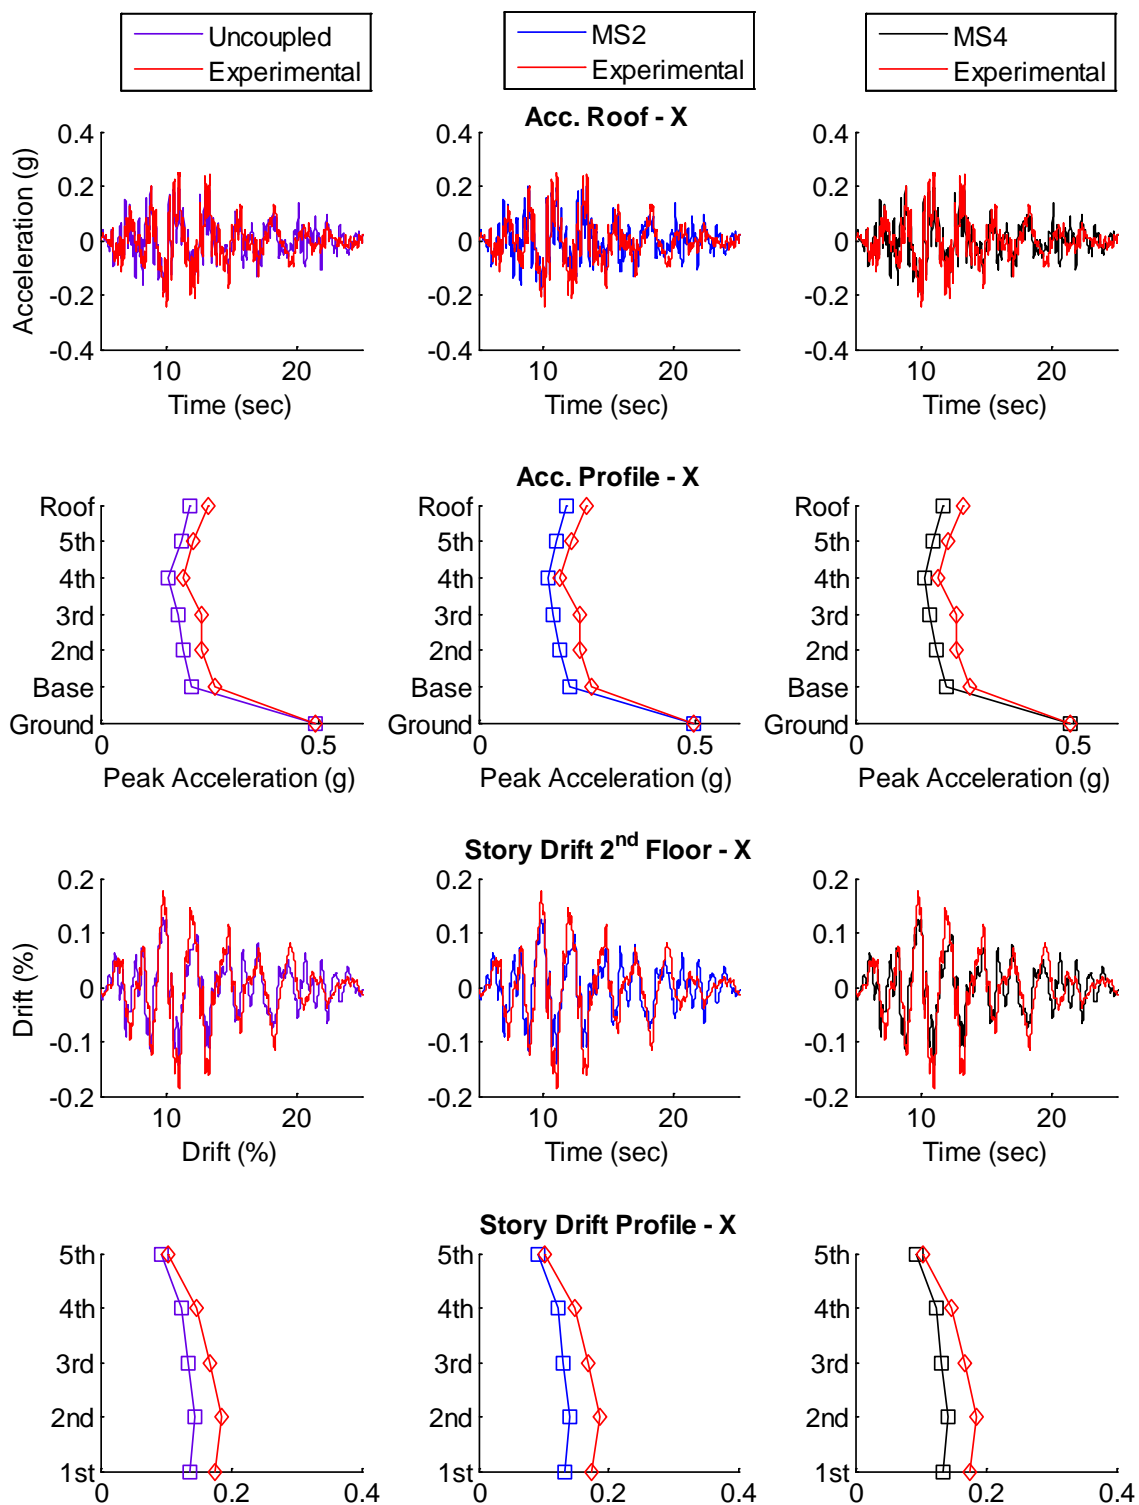 Uncoupled
Experimental
MS2
Experimental
MS4
Experimental
Acc. Roof - X
Acceleration (g)
0.4
0.2
0
-0.2
-0.4
10 20
Time (sec)
0.4
0.2
0
-0.2
-0.4
10 20
Time (sec)
0.4
0.2
0
-0.2
-0.4
10 20
Time (sec)
Acc. Profile - X
Roof
5th
4th
3rd
2nd
Base
Ground
0 0.5
Peak Acceleration (g)
Roof
5th
4th
3rd
2nd
Base
Ground
0 0.5
Peak Acceleration (g)
Roof
5th
4th
3rd
2nd
Base
Ground
0 0.5
Peak Acceleration (g)
Story Drift 2nd Floor - X
Drift (%)
0.2
0.1
0
-0.1
-0.2
10 20
Drift (%)
0.2
0.1
0
-0.1
-0.2
10 20
Time (sec)
0.2
0.1
0
-0.1
-0.2
10 20
Time (sec)
Story Drift Profile - X
5th
4th
3rd
2nd
1st
0 0.2 0.4
5th
4th
3rd
2nd
1st
0 0.2 0.4
5th
4th
3rd
2nd
1st
0 0.2 0.4